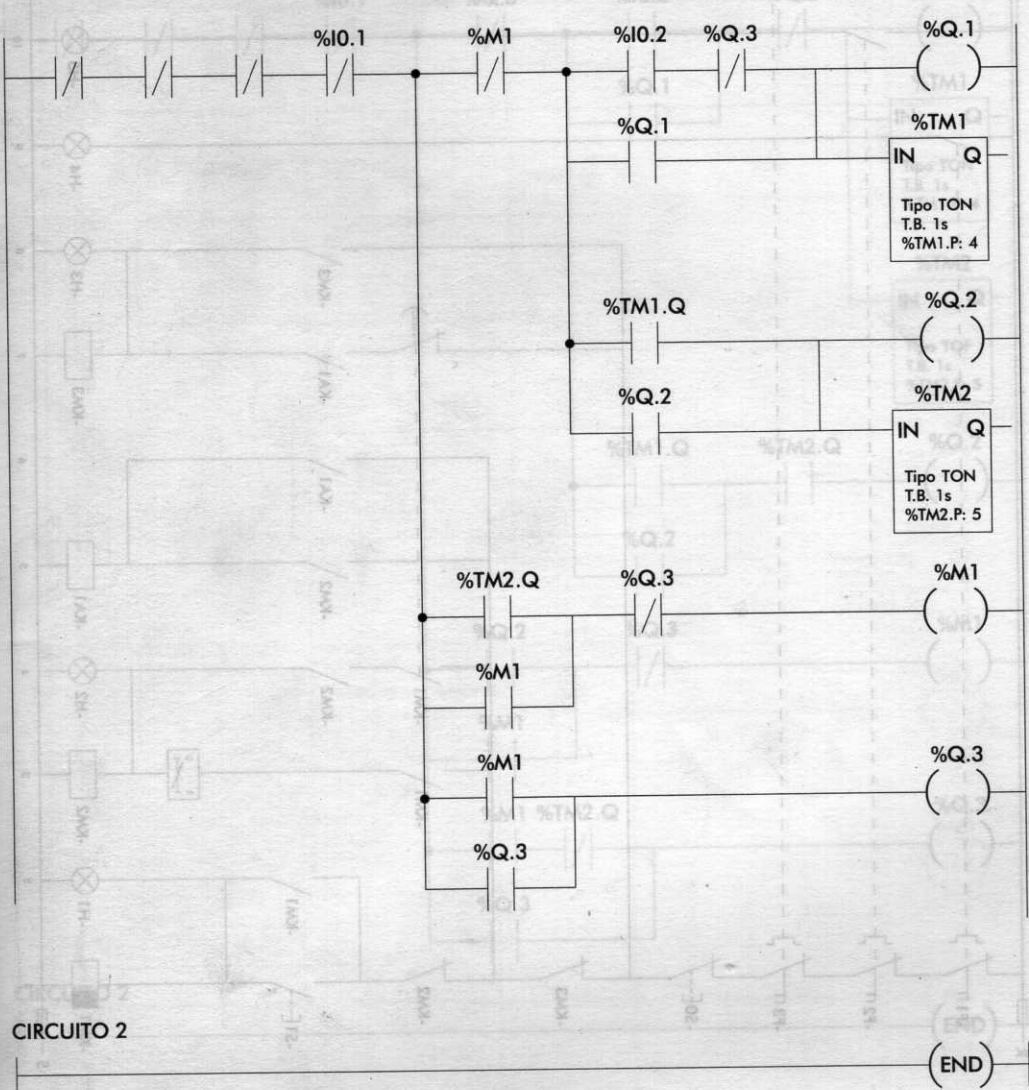 %I0.1 %M1 %I0.2 %Q.3 %Q.1
%Q.1 %TM1
IN Q
Tipo TON
T.B. 1s
%TM1.P: 4
%TM1.Q %Q.2
%Q.2 %TM2
IN Q
Tipo TON
T.B. 1s
%TM2.P: 5
%TM2.Q %Q.3 %M1
%M1
%M1 %Q.3
%Q.3
CIRCUITO 2
END